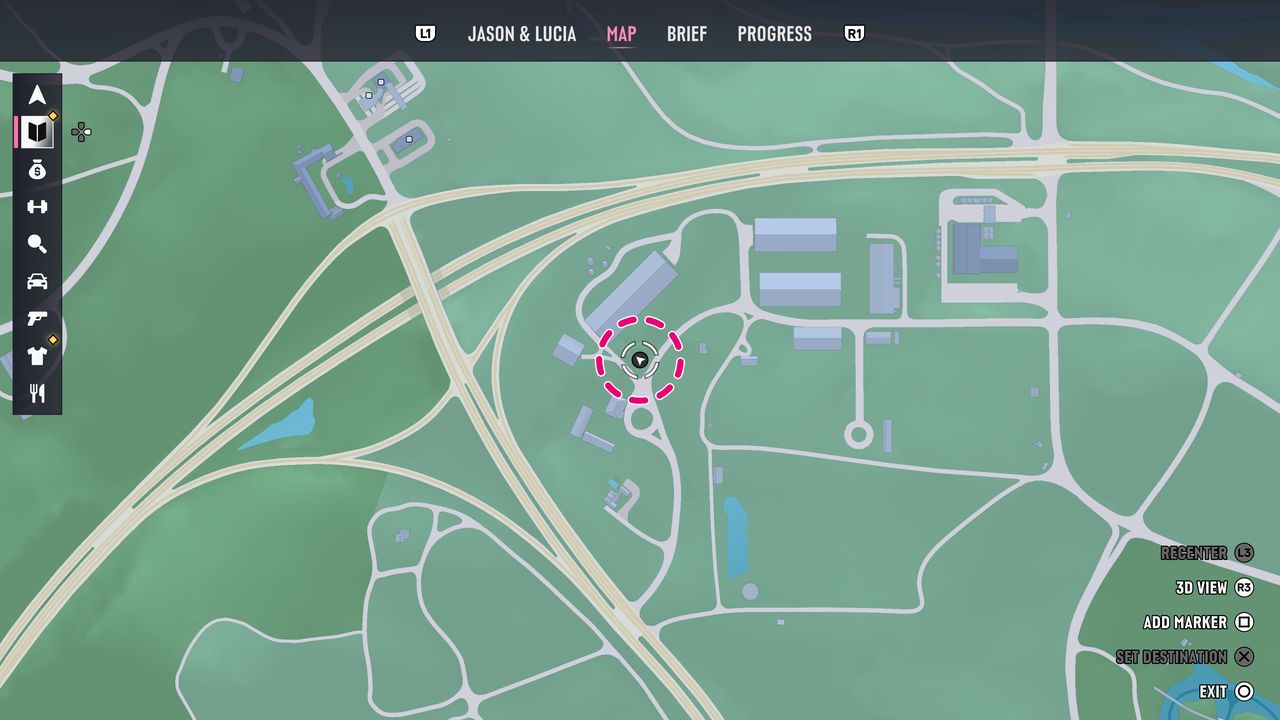 L1 JASON & LUCIA MAP BRIEF PROGRESS R1
$
RECENTER L3
3D VIEW R3
ADD MARKER
SET DESTINATION
EXIT